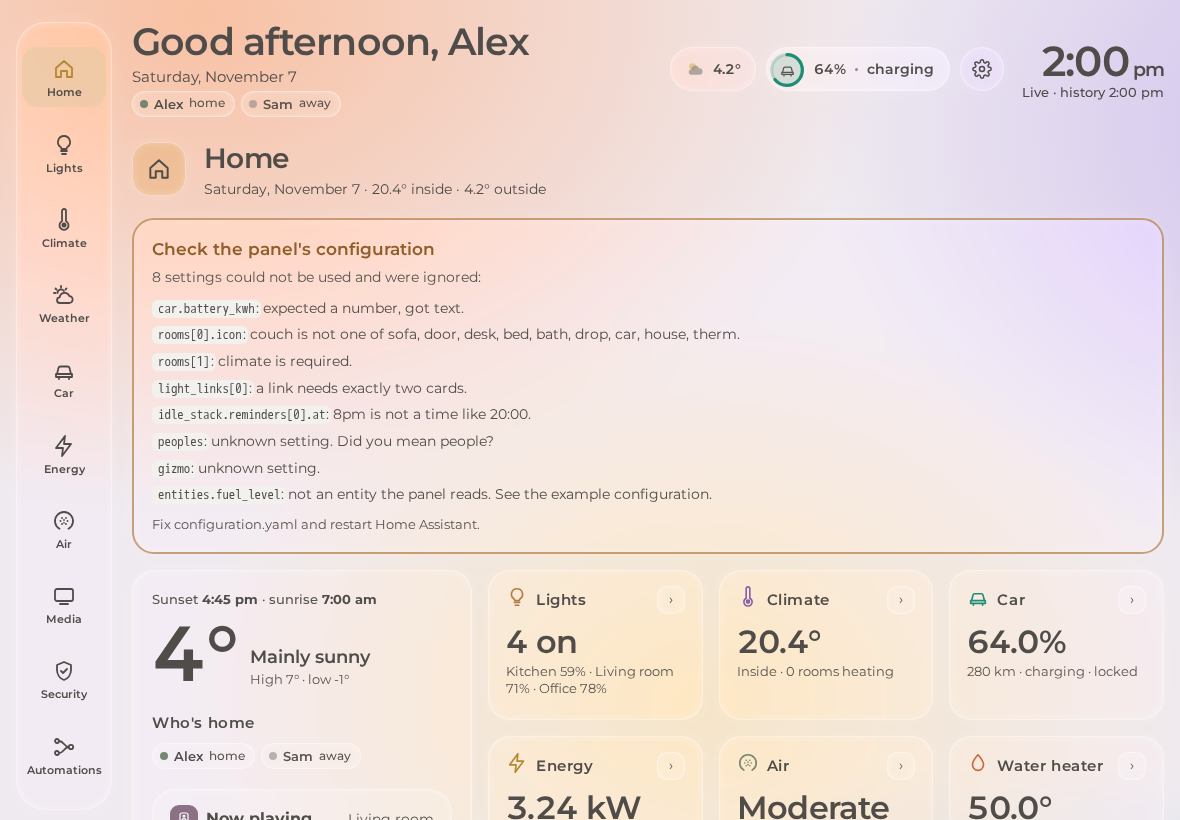 Good afternoon, Alex
Saturday, November 7
Alex home
Sam away
4.2°
64% • charging
2:00 pm
Live · history 2:00 pm
Home
Lights
Climate
Weather
Car
Energy
Air
Media
Security
Automations
Home
Saturday, November 7 · 20.4° inside · 4.2° outside
Check the panel's configuration
8 settings could not be used and were ignored:
car.battery_kwh: expected a number, got text.
rooms[0].icon: couch is not one of sofa, door, desk, bed, bath, drop, car, house, therm.
rooms[1]: climate is required.
light_links[0]: a link needs exactly two cards.
idle_stack.reminders[0].at: 8pm is not a time like 20:00.
peoples: unknown setting. Did you mean people?
gizmo: unknown setting.
entities.fuel_level: not an entity the panel reads. See the example configuration.
Fix configuration.yaml and restart Home Assistant.
Sunset 4:45 pm · sunrise 7:00 am
4°
Mainly sunny
High 7° · low -1°
Who's home
Alex home
Sam away
Now playing
Living room
Lights
4 on
Kitchen 59% · Living room
71% · Office 78%
Climate
20.4°
Inside · 0 rooms heating
Car
64.0%
280 km · charging · locked
Energy
3.24 kW
Air
Moderate
Water heater
50.0°